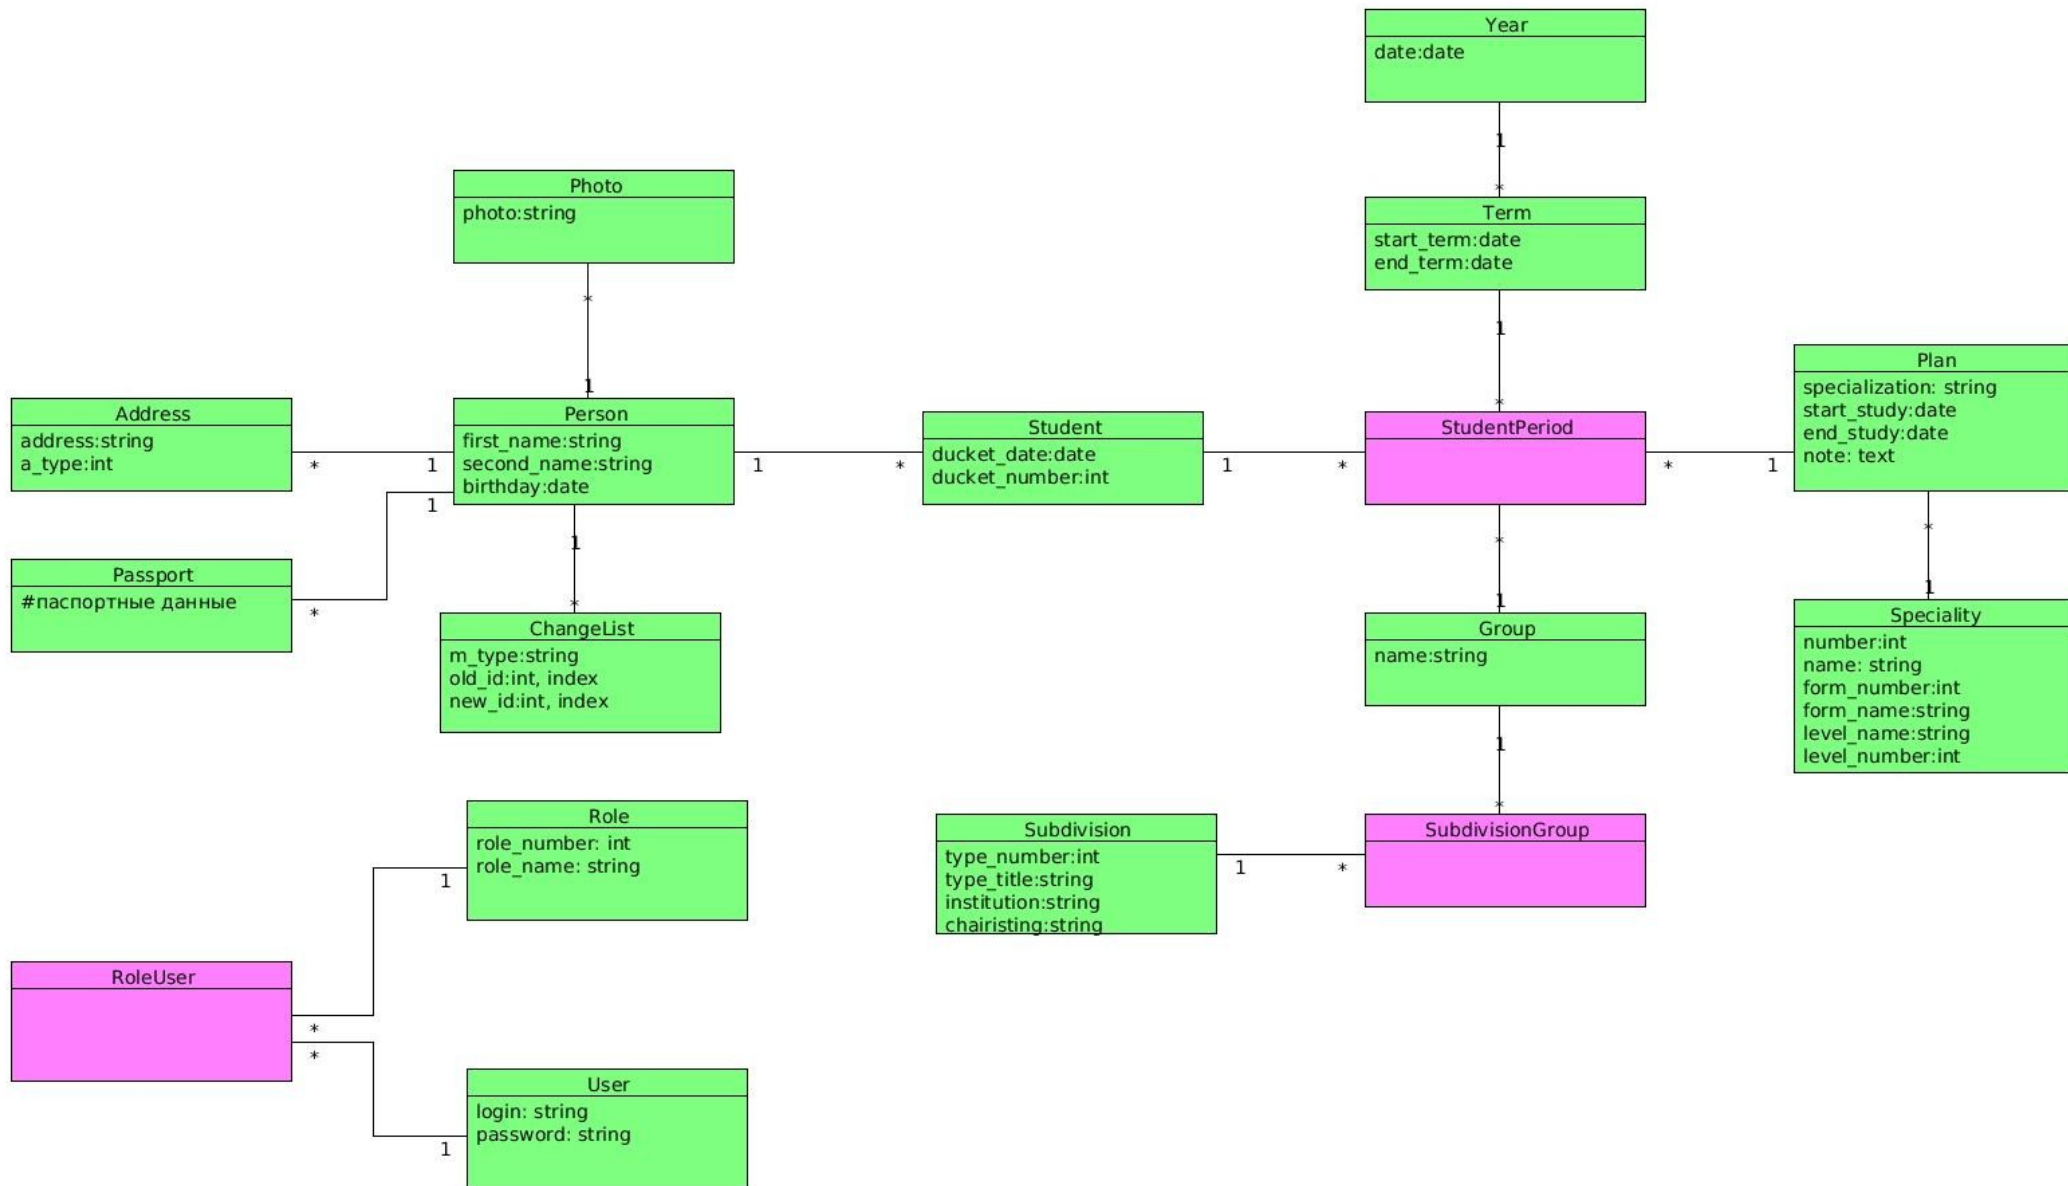 Year
date:date
1
*
Term
start_term:date
end_term:date
1
*
Photo
photo:string
*
1
Address
address:string
a_type:int
*
1
Person
first_name:string
second_name:string
birthday:date
1
*
Student
ducket_date:date
ducket_number:int
1
*
StudentPeriod
*
1
Plan
specialization: string
start_study:date
end_study:date
note: text
*
1
Passport
#паспортные данные
*
1
1
*
ChangeList
m_type:string
old_id:int, index
new_id:int, index
*
1
Group
name:string
1
*
Speciality
number:int
name: string
form_number:int
form_name:string
level_name:string
level_number:int
Role
role_number: int
role_name: string
1
Subdivision
type_number:int
type_title:string
institution:string
chairisting:string
1
*
SubdivisionGroup
RoleUser
*
*
User
login: string
password: string
1